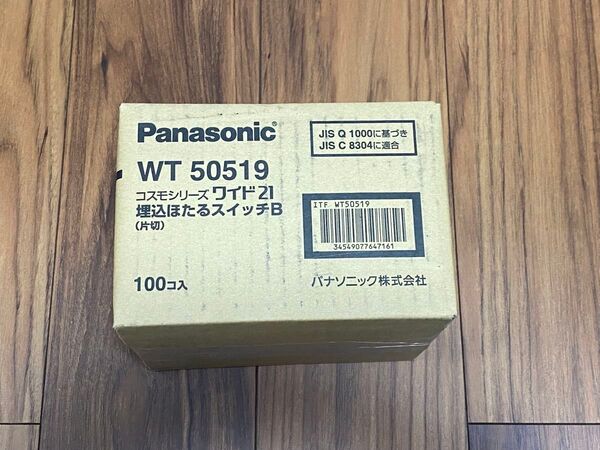 Panasonic
JIS Q 1000に基づき
JIS C 8304に適合
WT 50519
コスモシリーズ ワイド21
埋込ほたるスイッチB
(片切)
ITF WT50519
34549077647161
100コ入
パナソニック株式会社